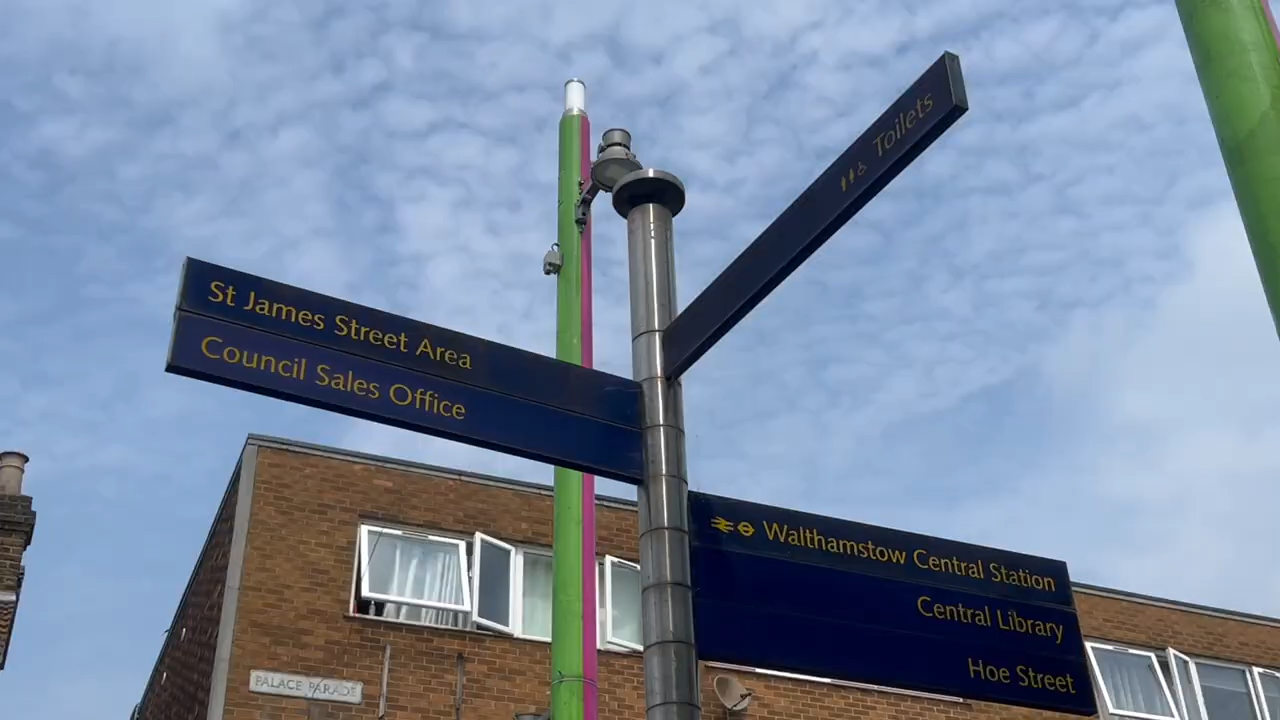 Toilets
St James Street Area
Council Sales Office
Walthamstow Central Station
Central Library
Hoe Street
PALACE PARADE